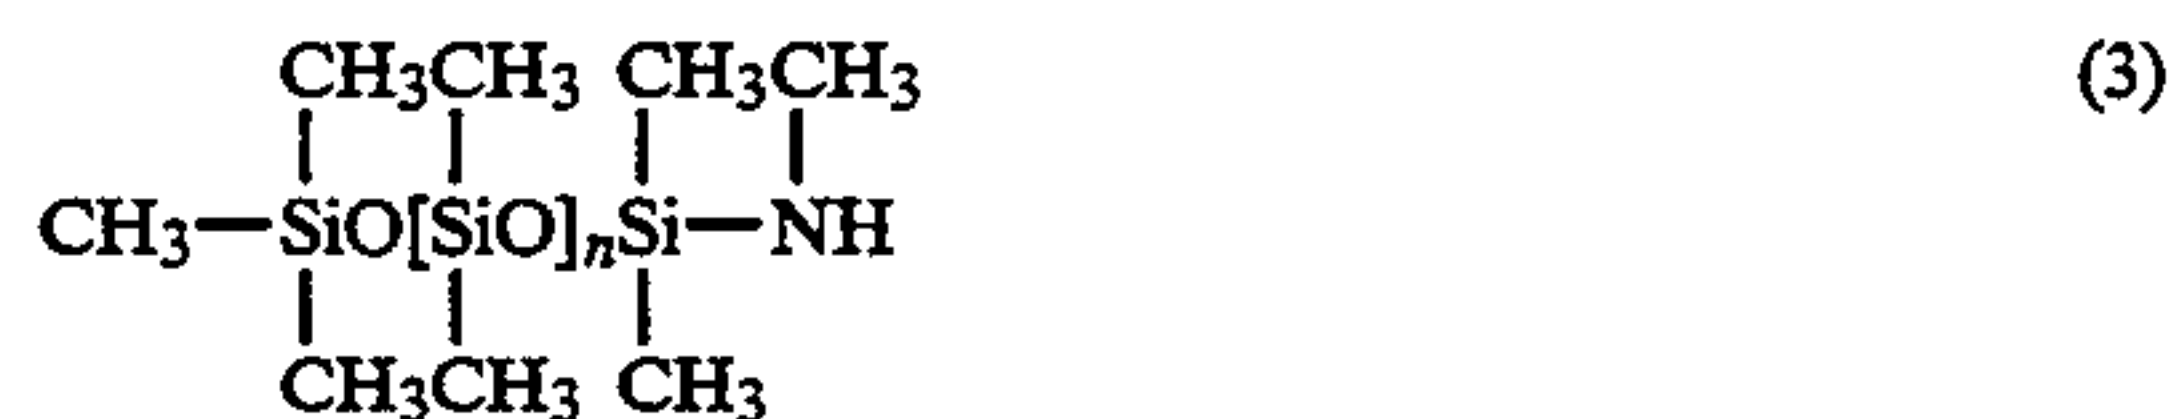 CH₃CH₃ CH₃CH₃ (3)
CH₃—SiO[SiO]ₙSi—NH
CH₃CH₃ CH₃